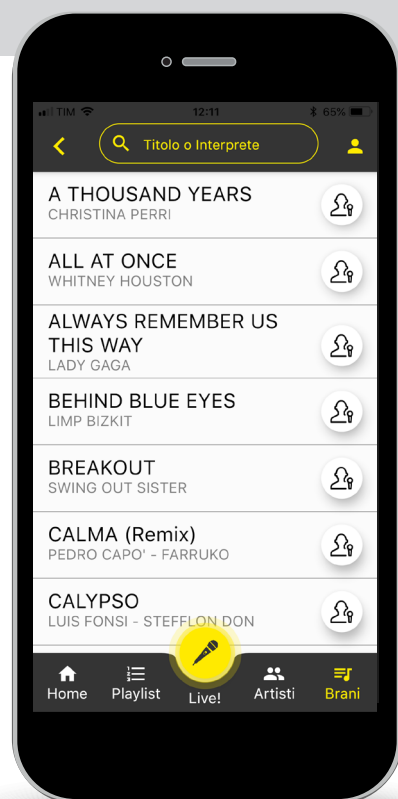 TIM 12:11 65%
Titolo o Interprete
A THOUSAND YEARS
CHRISTINA PERRI
ALL AT ONCE
WHITNEY HOUSTON
ALWAYS REMEMBER US
THIS WAY
LADY GAGA
BEHIND BLUE EYES
LIMP BIZKIT
BREAKOUT
SWING OUT SISTER
CALMA (Remix)
PEDRO CAPO' - FARRUKO
CALYPSO
LUIS FONSI - STEFFLON DON
Home Playlist Live! Artisti Brani